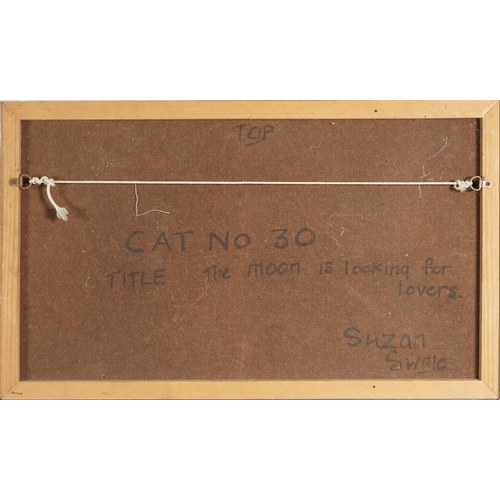 TOP
CAT NO 30
TITLE The moon is looking for
lovers.
Suzan
Swale